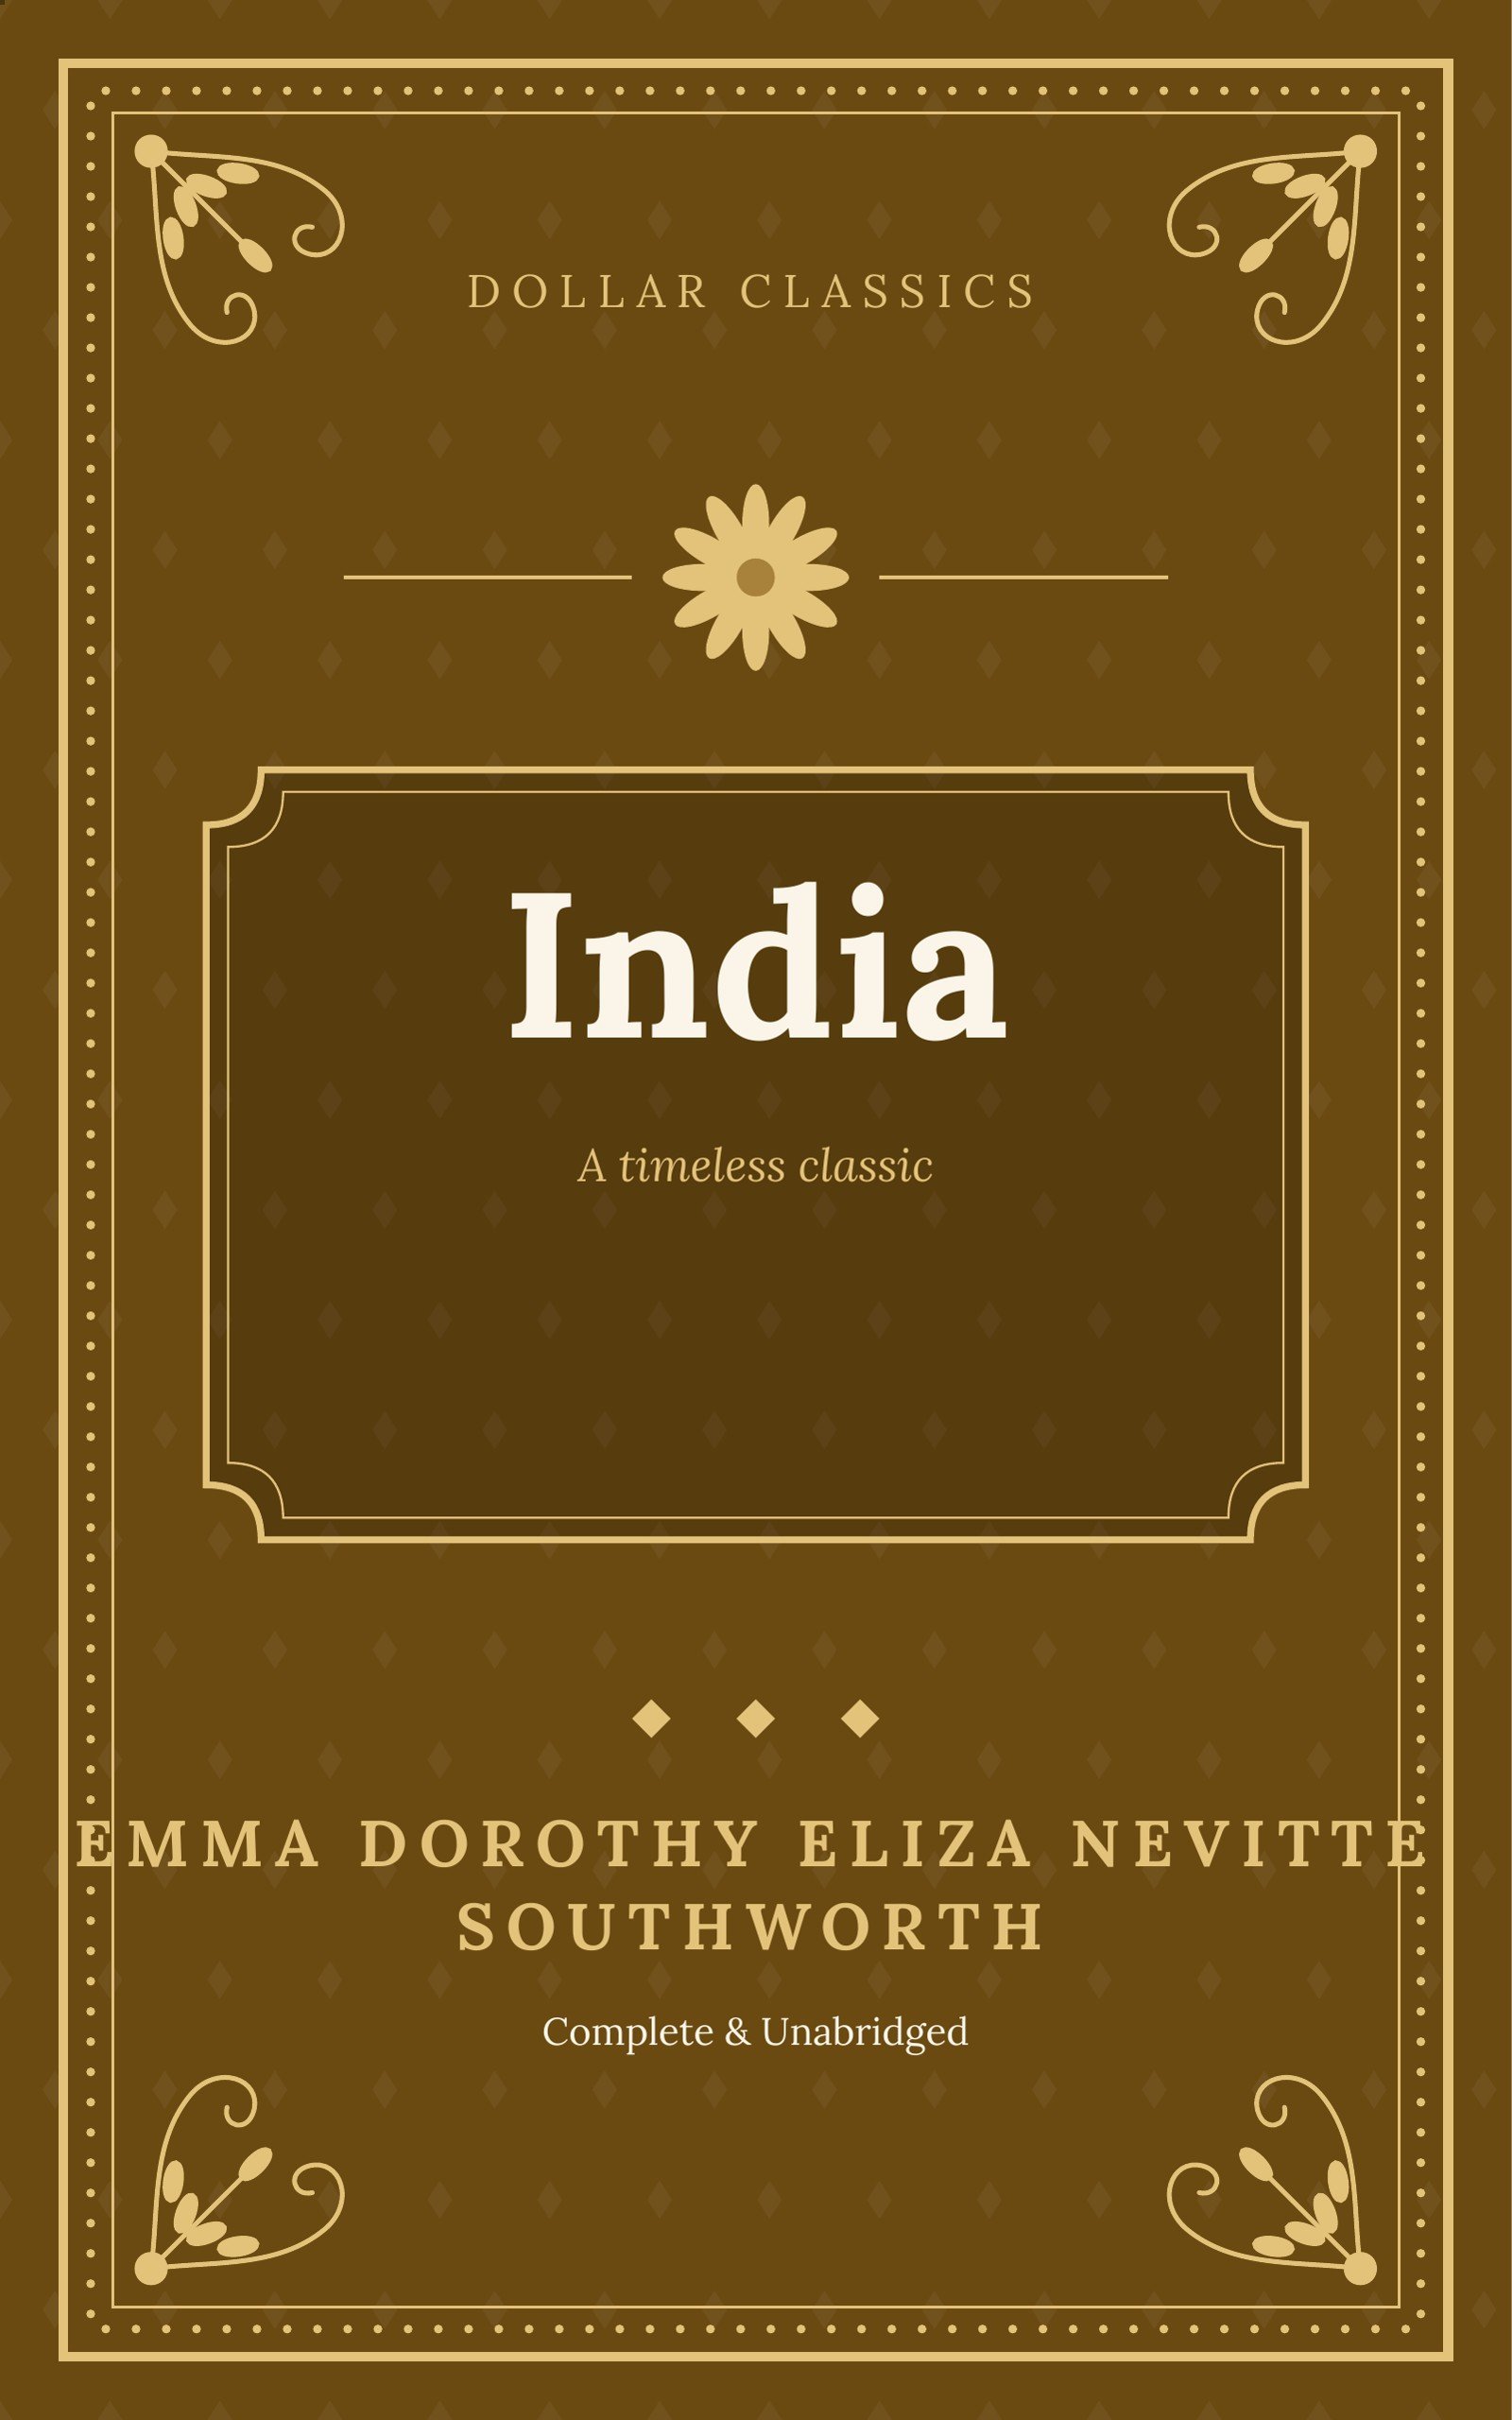 DOLLAR CLASSICS
India
A timeless classic
EMMA DOROTHY ELIZA NEVITTE
SOUTHWORTH
Complete & Unabridged